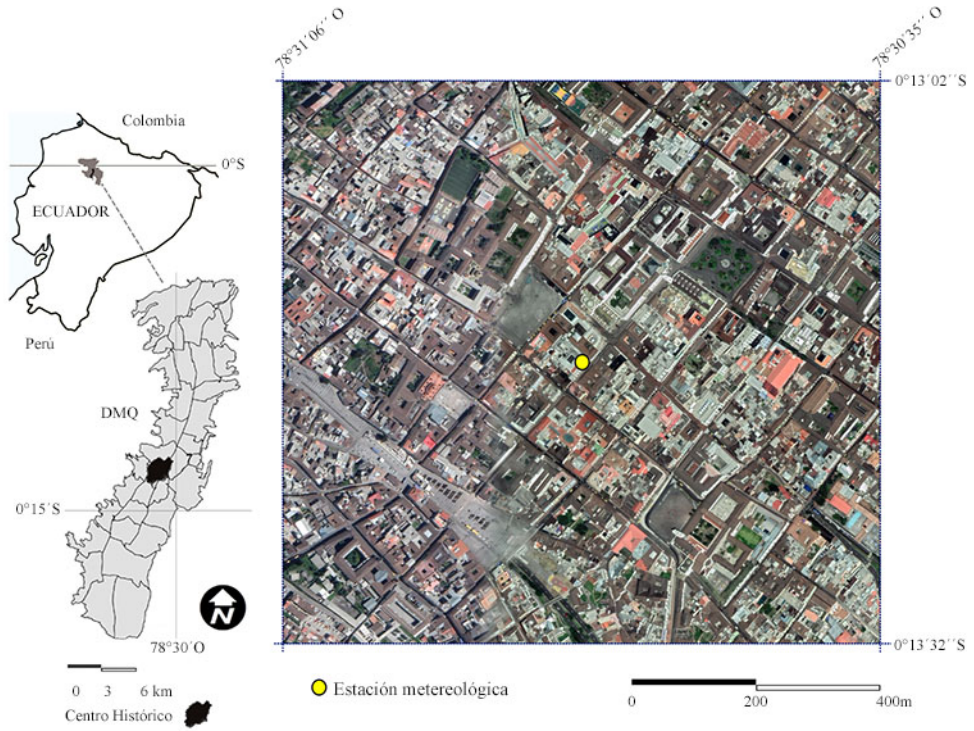 78°31´06´´ O
78°30´35´´ O
0°13´02´´S
Colombia
0°S
ECUADOR
Perú
DMQ
0°15´S
N
78°30´O
0°13´32´´S
0 3 6 km
Centro Histórico
Estación metereológica
0 200 400m